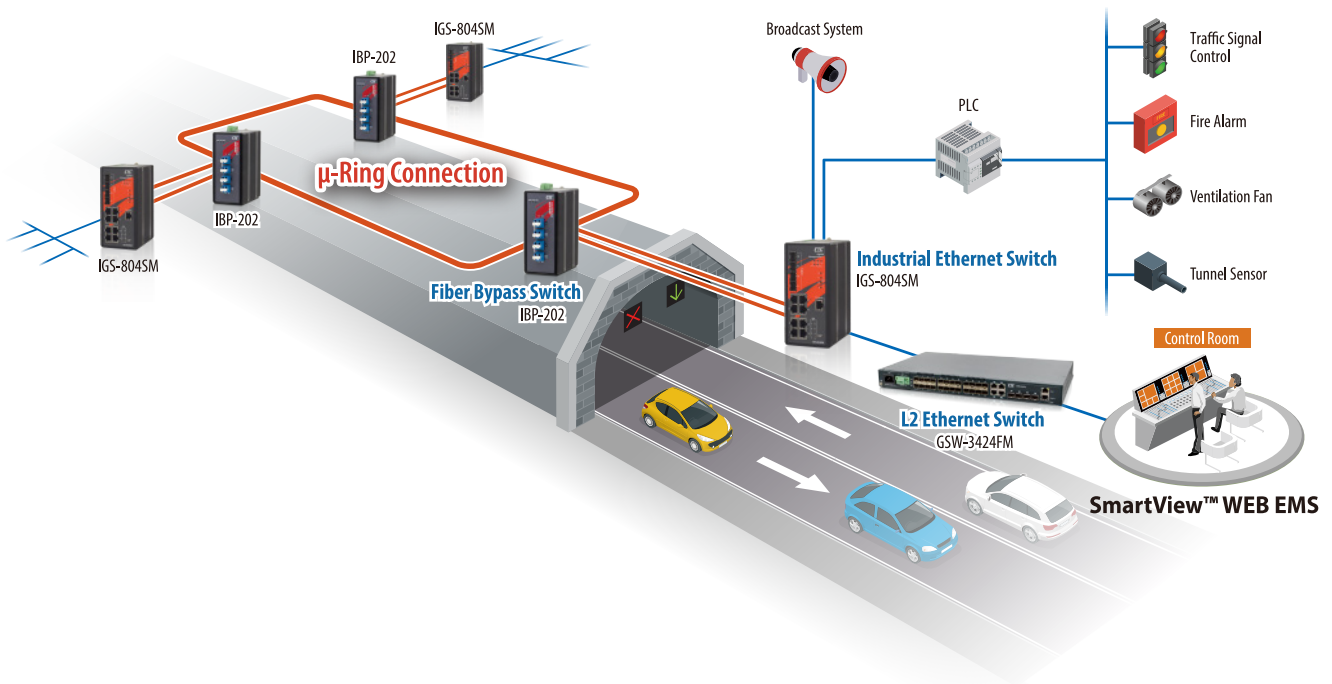 IGS-804SM
IBP-202
Broadcast System
Traffic Signal
Control
PLC
Fire Alarm
FIRE
μ-Ring Connection
IBP-202
IGS-804SM
Ventilation Fan
Industrial Ethernet Switch
IGS-804SM
Tunnel Sensor
Fiber Bypass Switch
IBP-202
Control Room
L2 Ethernet Switch
GSW-3424FM
SmartView™ WEB EMS